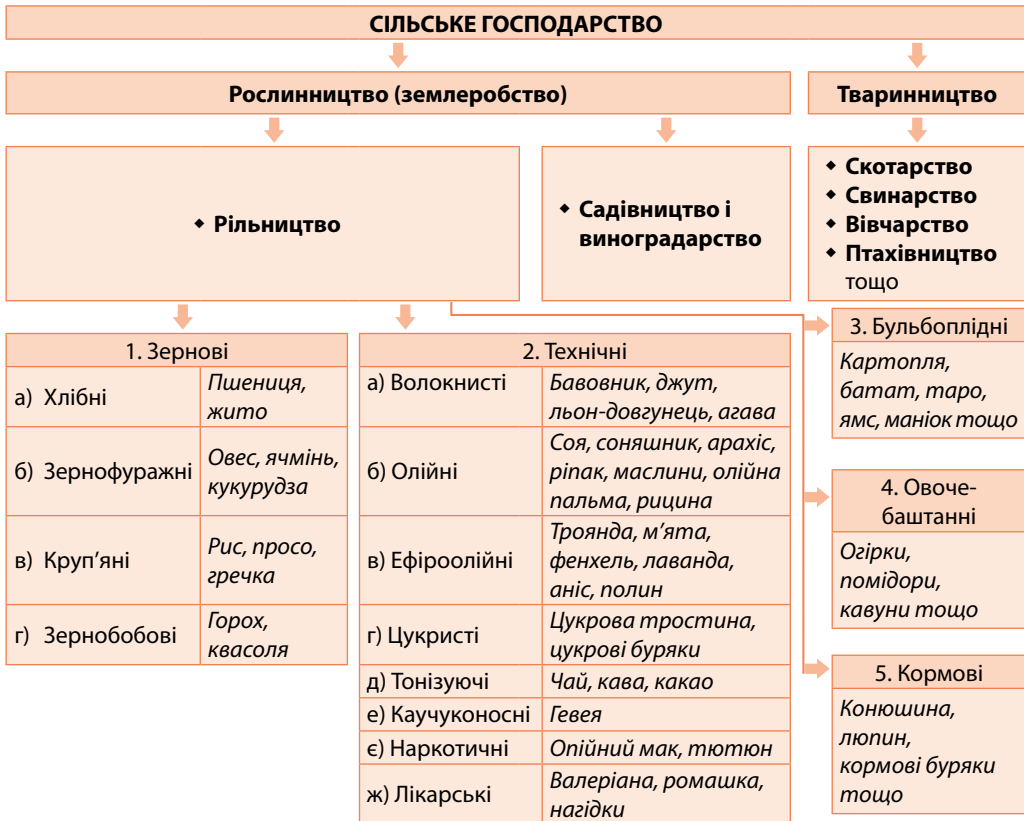 СІЛЬСЬКЕ ГОСПОДАРСТВО
Рослинництво (землеробство)
Тваринництво
Рільництво
Садівництво і
виноградарство
Скотарство
Свинарство
Вівчарство
Птахівництво
тощо
1. Зернові
а) Хлібні
Пшениця,
жито
б) Зернофуражні
Овес, ячмінь,
кукурудза
в) Круп’яні
Рис, просо,
гречка
г) Зернобобові
Горох,
квасоля
2. Технічні
а) Волокнисті
Бавовник, джут,
льон-довгунець, агава
б) Олійні
Соя, соняшник, арахіс,
ріпак, маслини, олійна
пальма, рицина
в) Ефіроолійні
Троянда, м’ята,
фенхель, лаванда,
аніс, полин
г) Цукристі
Цукрова тростина,
цукрові буряки
д) Тонізуючі
Чай, кава, какао
е) Каучуконосні
Гевея
є) Наркотичні
Опійний мак, тютюн
ж) Лікарські
Валеріана, ромашка,
нагідки
3. Бульбоплідні
Картопля,
батат, таро,
ямс, маніок тощо
4. Овоче-
баштанні
Огірки,
помідори,
кавуни тощо
5. Кормові
Конюшина,
люпин,
кормові буряки
тощо